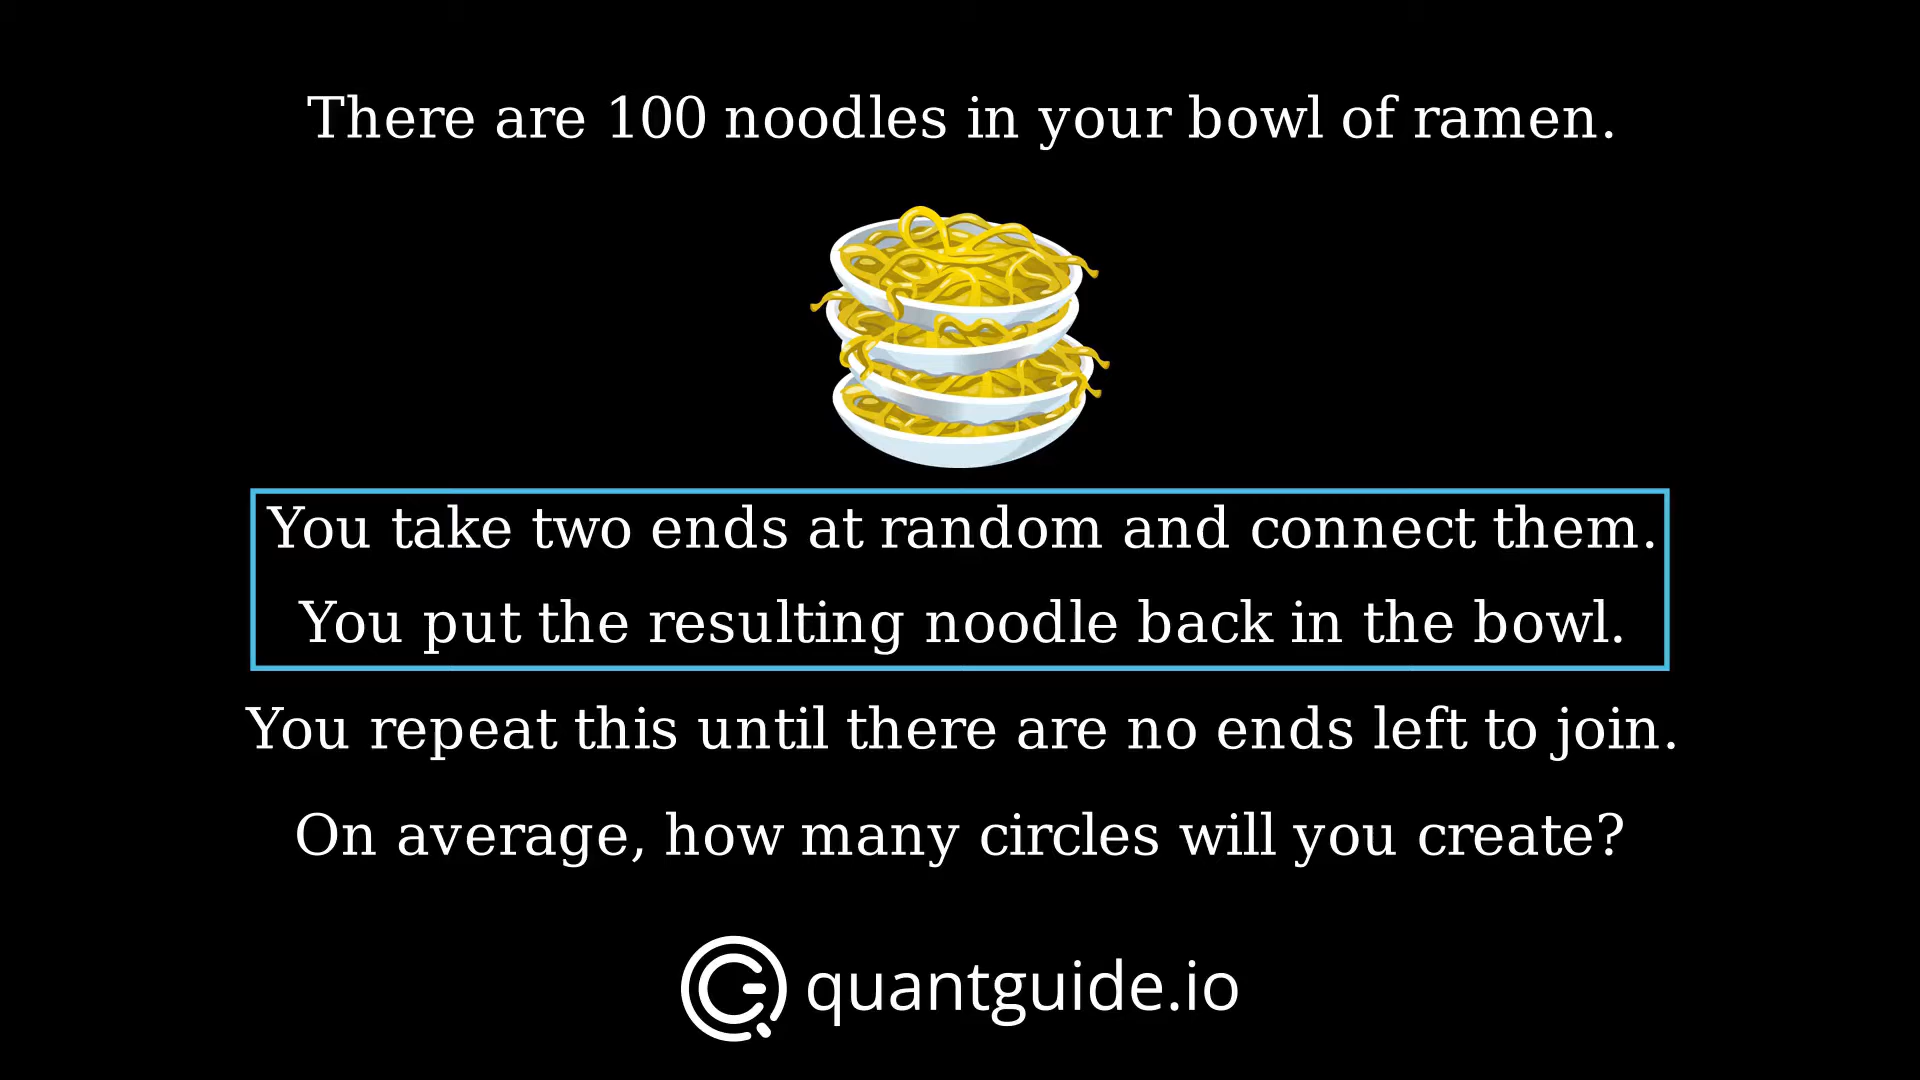 There are 100 noodles in your bowl of ramen.
You take two ends at random and connect them.
You put the resulting noodle back in the bowl.
You repeat this until there are no ends left to join.
On average, how many circles will you create?
quantguide.io